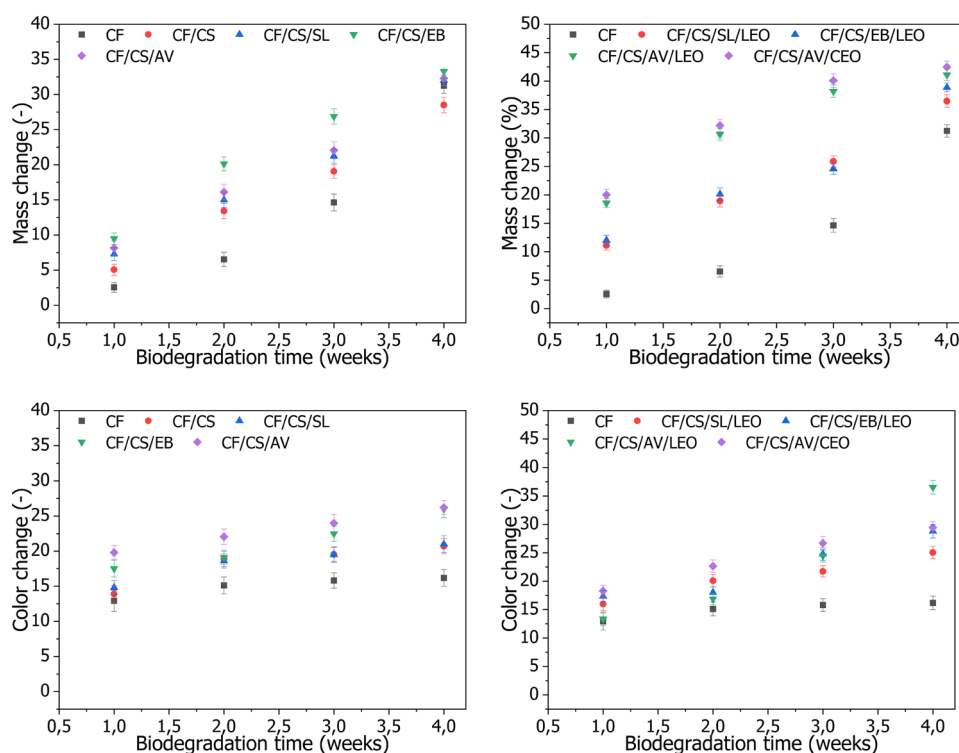 CF CF/CS CF/CS/SL CF/CS/EB
CF/CS/AV
40
35
30
25
20
15
10
5
0
Mass change (-)
0,5 1,0 1,5 2,0 2,5 3,0 3,5 4,0
Biodegradation time (weeks)
CF CF/CS/SL/LEO CF/CS/EB/LEO
CF/CS/AV/LEO CF/CS/AV/CEO
50
45
40
35
30
25
20
15
10
5
0
Mass change (%)
0,5 1,0 1,5 2,0 2,5 3,0 3,5 4,0
Biodegradation time (weeks)
CF CF/CS CF/CS/SL
CF/CS/EB CF/CS/AV
40
35
30
25
20
15
10
5
0
Color change (-)
0,5 1,0 1,5 2,0 2,5 3,0 3,5 4,0
Biodegradation time (weeks)
CF CF/CS/SL/LEO CF/CS/EB/LEO
CF/CS/AV/LEO CF/CS/AV/CEO
50
45
40
35
30
25
20
15
10
5
0
Color change (-)
0,5 1,0 1,5 2,0 2,5 3,0 3,5 4,0
Biodegradation time (weeks)